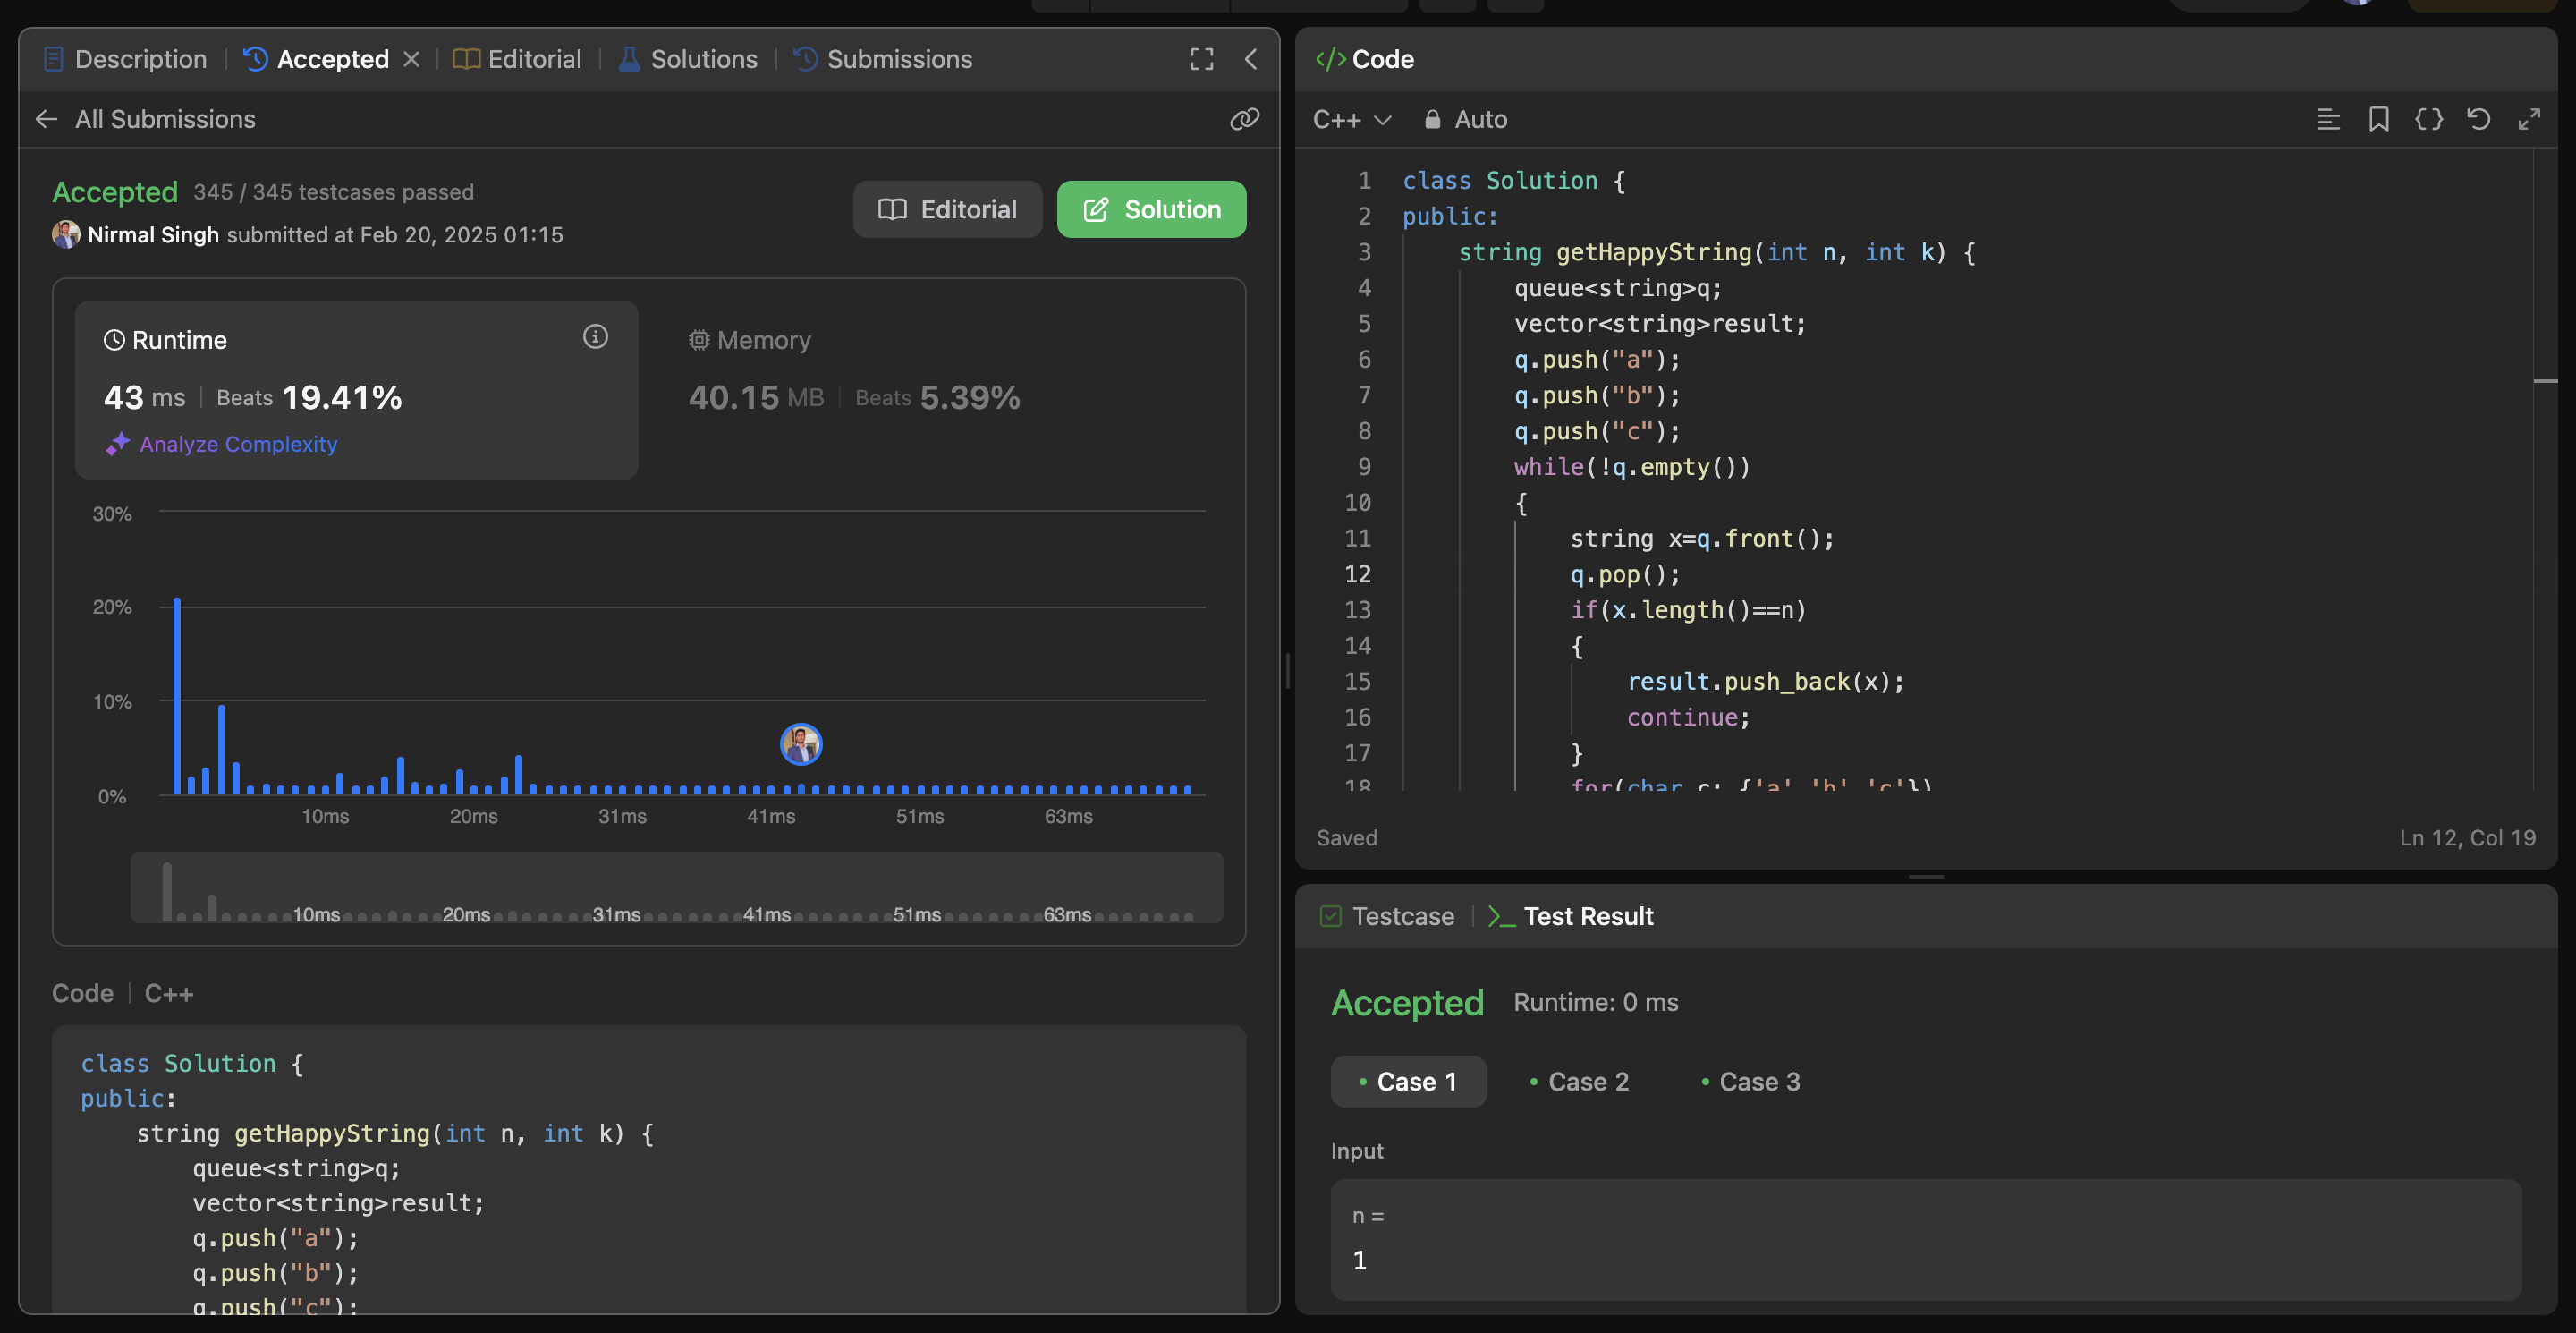 Description | Accepted | Editorial | Solutions | Submissions
All Submissions
Accepted 345 / 345 testcases passed
Nirmal Singh submitted at Feb 20, 2025 01:15
Editorial
Solution
Runtime
43 ms | Beats 19.41%
Analyze Complexity
Memory
40.15 MB | Beats 5.39%
30%
20%
10%
0%
10ms 20ms 31ms 41ms 51ms 63ms
10ms 20ms 31ms 41ms 51ms 63ms
Code | C++
class Solution {
public:
    string getHappyString(int n, int k) {
        queue<string>q;
        vector<string>result;
        q.push("a");
        q.push("b");
        q.push("c");
</> Code
C++ Auto
1 class Solution {
2 public:
3     string getHappyString(int n, int k) {
4         queue<string>q;
5         vector<string>result;
6         q.push("a");
7         q.push("b");
8         q.push("c");
9         while(!q.empty())
10         {
11             string x=q.front();
12             q.pop();
13             if(x.length()==n)
14             {
15                 result.push_back(x);
16                 continue;
17             }
18             for(char c: {'a' 'b' 'c'})
Saved
Ln 12, Col 19
Testcase | >_ Test Result
Accepted Runtime: 0 ms
• Case 1 • Case 2 • Case 3
Input
n =
1